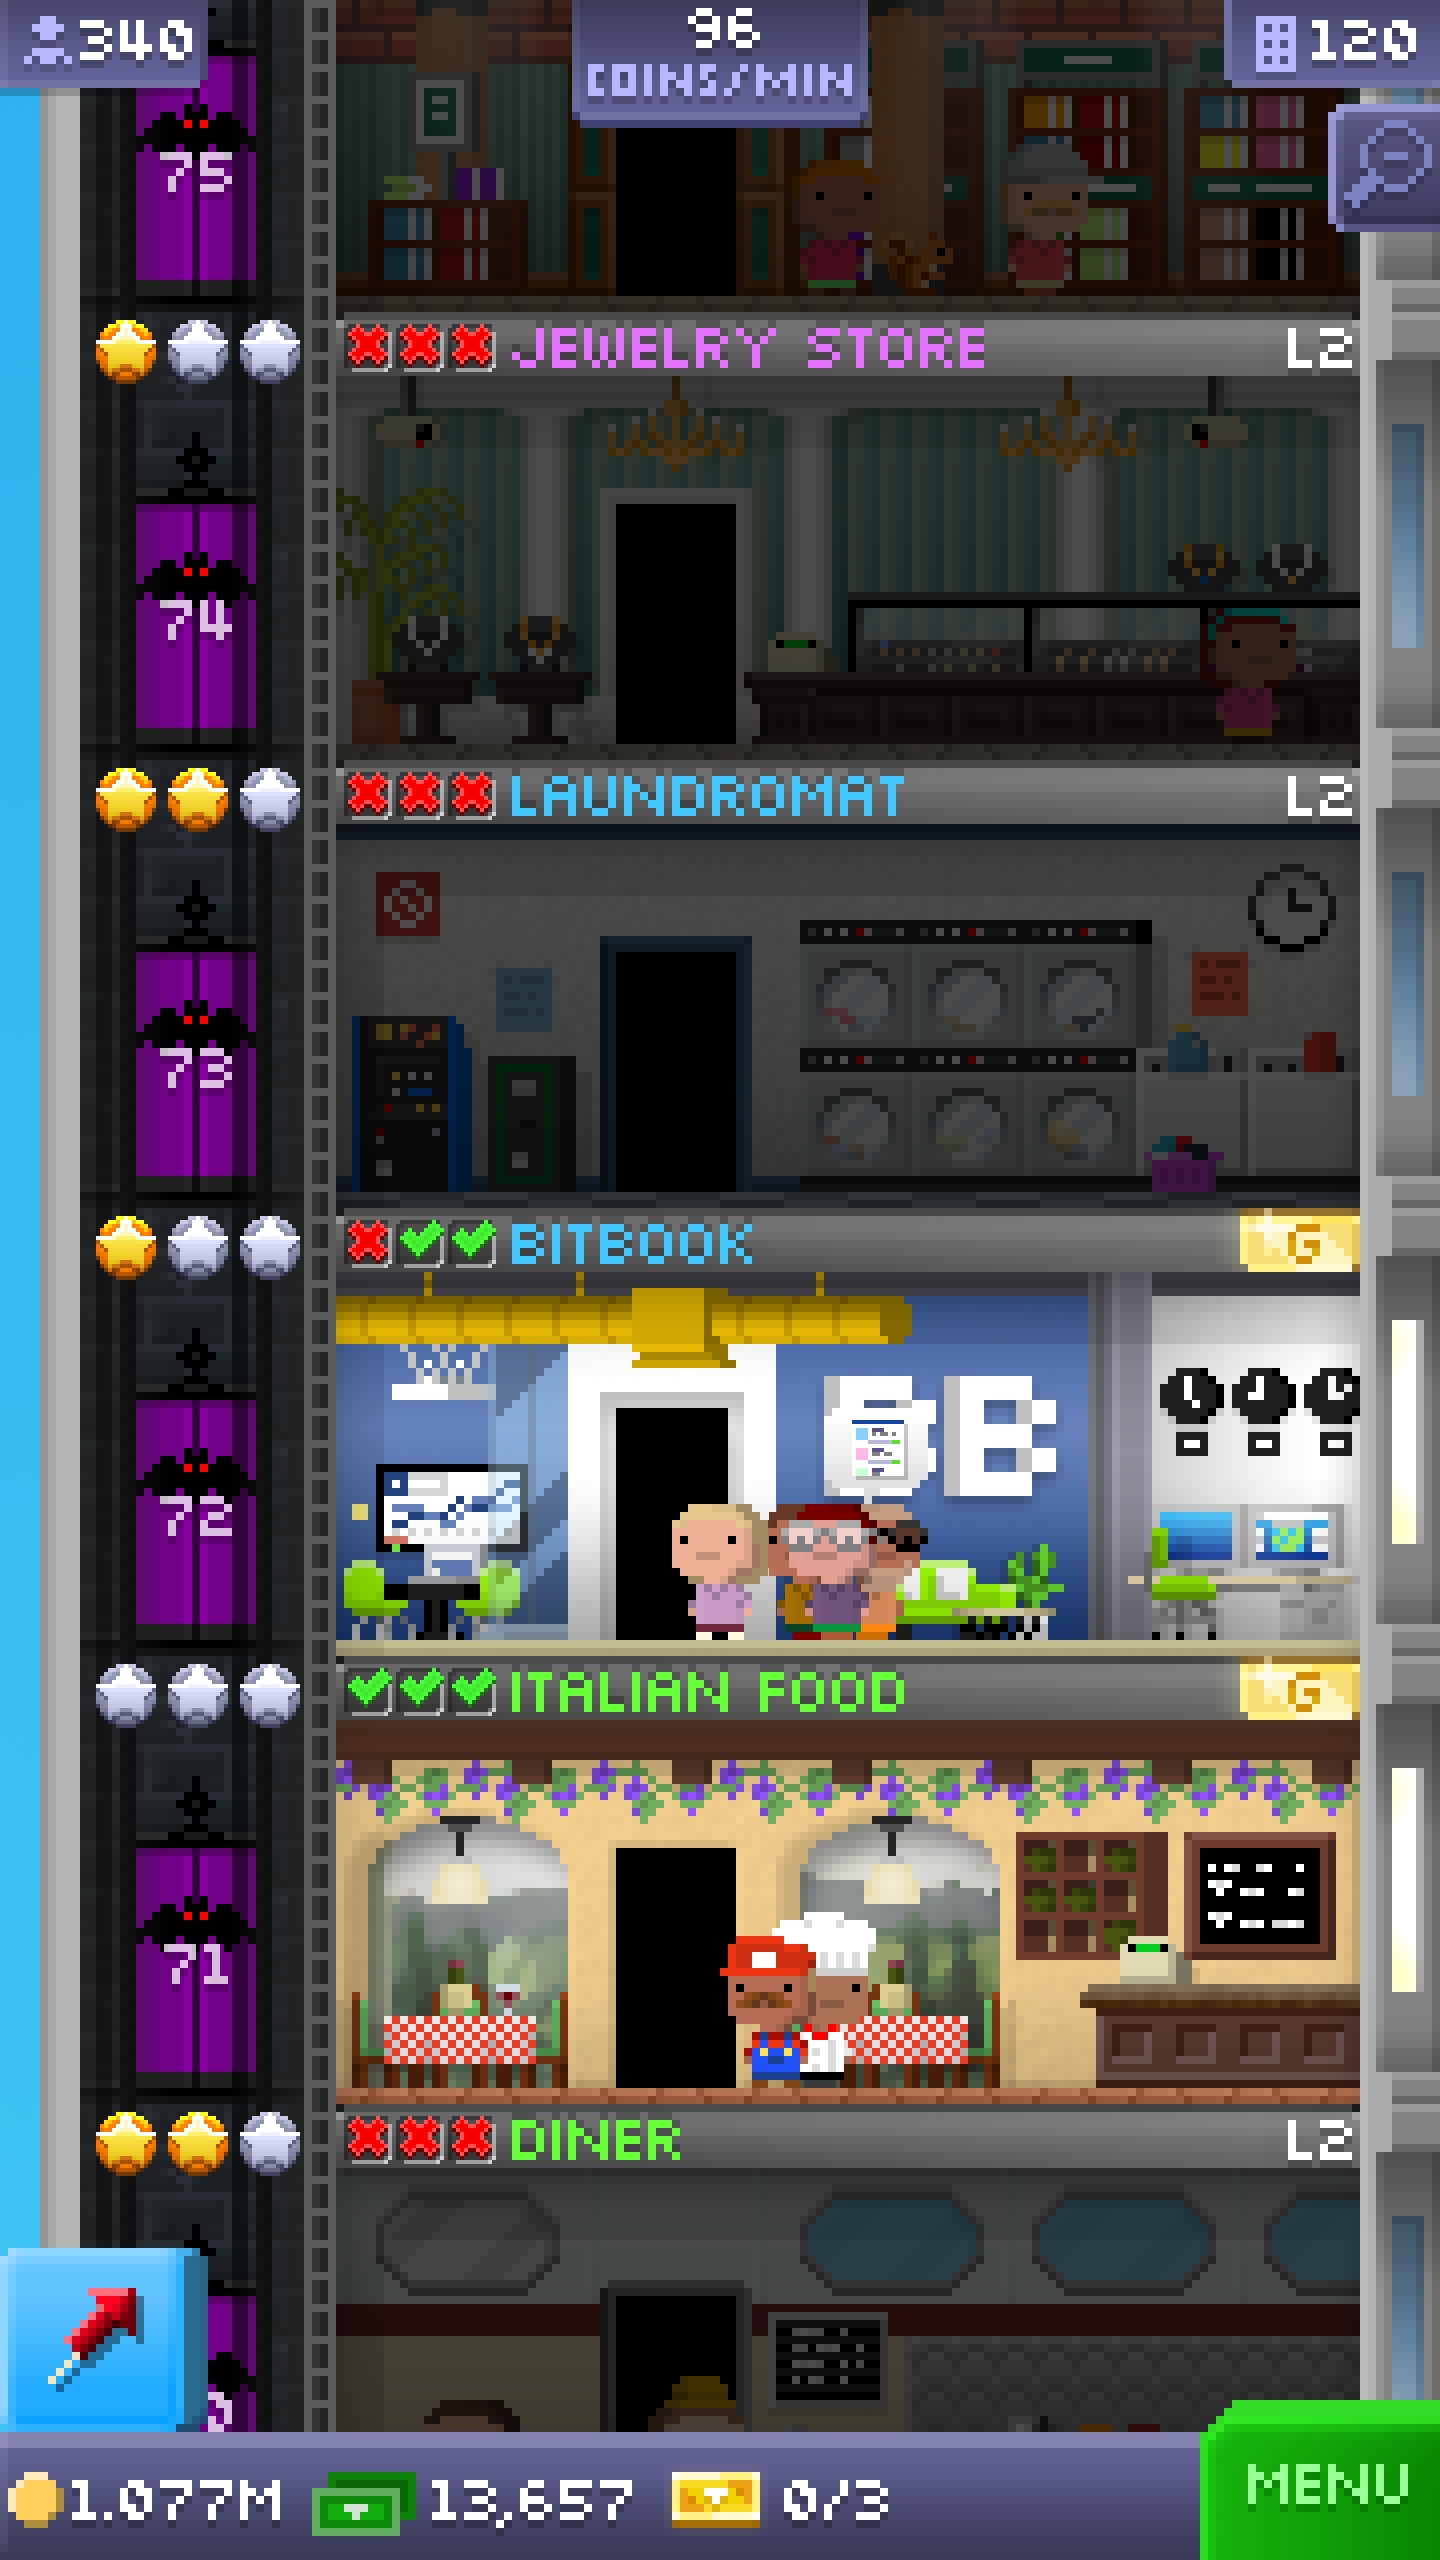 340
96
COINS/MIN
120
75
JEWELRY STORE L2
74
LAUNDROMAT L2
73
BITBOOK G
BB
72
ITALIAN FOOD G
71
DINER L2
1.077M 13,657 0/3
MENU